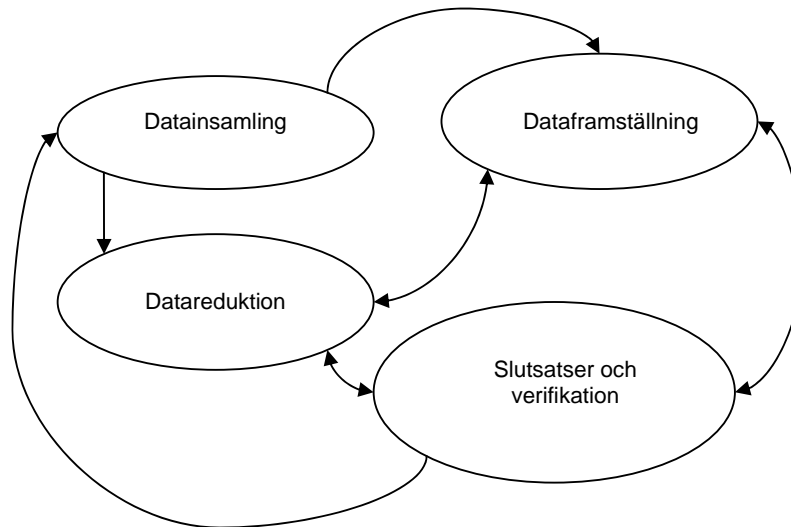 Datainsamling
Dataframställning
Datareduktion
Slutsatser och
verifikation